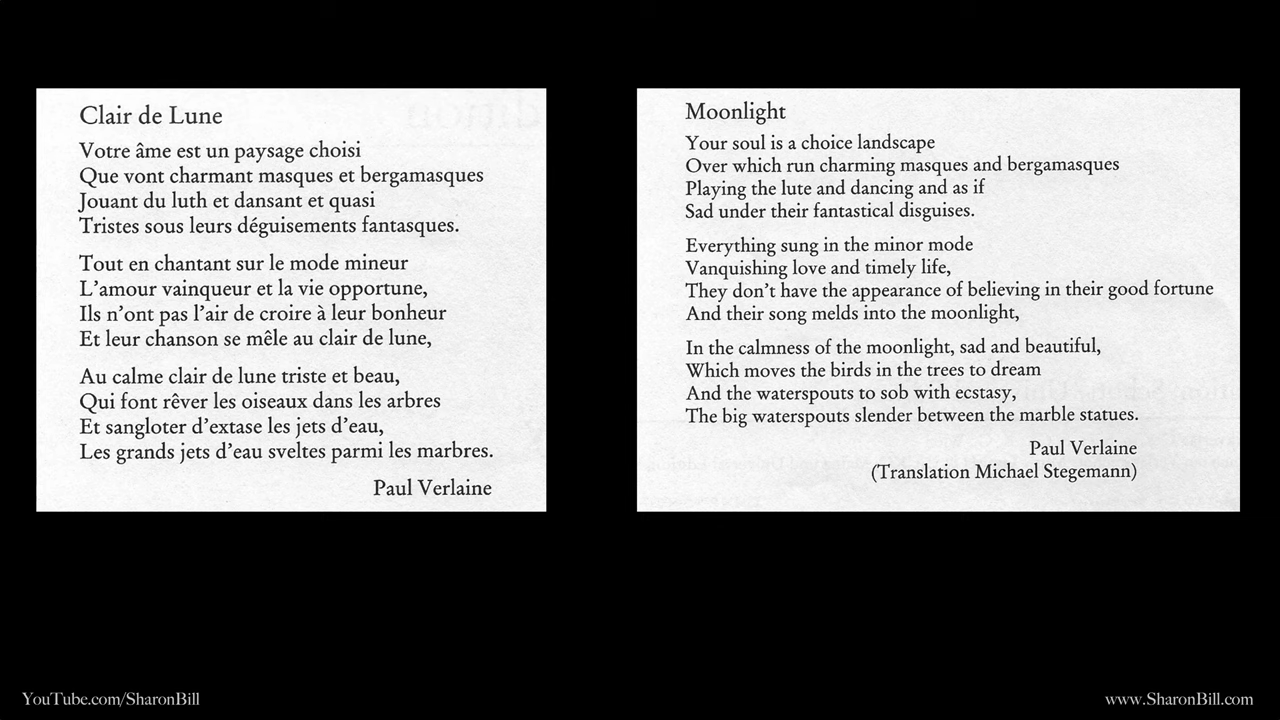 Clair de Lune
Votre âme est un paysage choisi
Que vont charmant masques et bergamasques
Jouant du luth et dansant et quasi
Tristes sous leurs déguisements fantasques.
Tout en chantant sur le mode mineur
L'amour vainqueur et la vie opportune,
Ils n'ont pas l'air de croire à leur bonheur
Et leur chanson se mêle au clair de lune,
Au calme clair de lune triste et beau,
Qui font rêver les oiseaux dans les arbres
Et sangloter d'extase les jets d'eau,
Les grands jets d'eau sveltes parmi les marbres.
Paul Verlaine
Moonlight
Your soul is a choice landscape
Over which run charming masques and bergamasques
Playing the lute and dancing and as if
Sad under their fantastical disguises.
Everything sung in the minor mode
Vanquishing love and timely life,
They don't have the appearance of believing in their good fortune
And their song melds into the moonlight,
In the calmness of the moonlight, sad and beautiful,
Which moves the birds in the trees to dream
And the waterspouts to sob with ecstasy,
The big waterspouts slender between the marble statues.
Paul Verlaine
(Translation Michael Stegemann)
YouTube.com/SharonBill
www.SharonBill.com